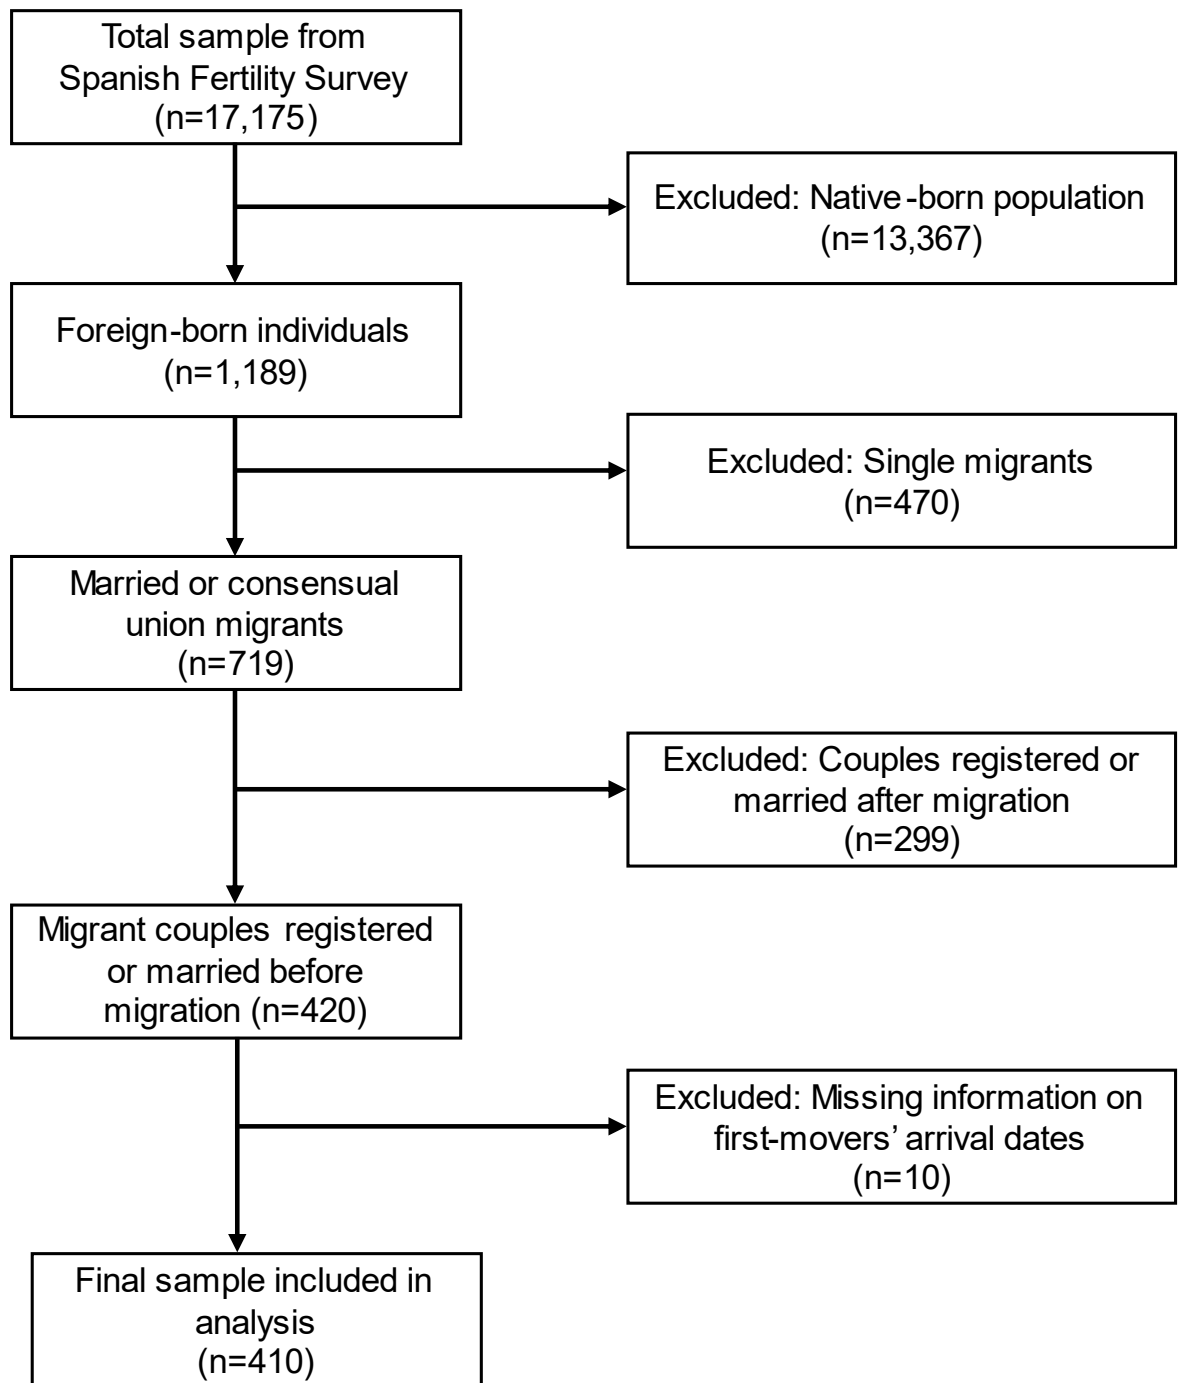 Total sample from
Spanish Fertility Survey
(n=17,175)
Excluded: Native-born population
(n=13,367)
Foreign-born individuals
(n=1,189)
Excluded: Single migrants
(n=470)
Married or consensual
union migrants
(n=719)
Excluded: Couples registered or
married after migration
(n=299)
Migrant couples registered
or married before
migration (n=420)
Excluded: Missing information on
first-movers’ arrival dates
(n=10)
Final sample included in
analysis
(n=410)